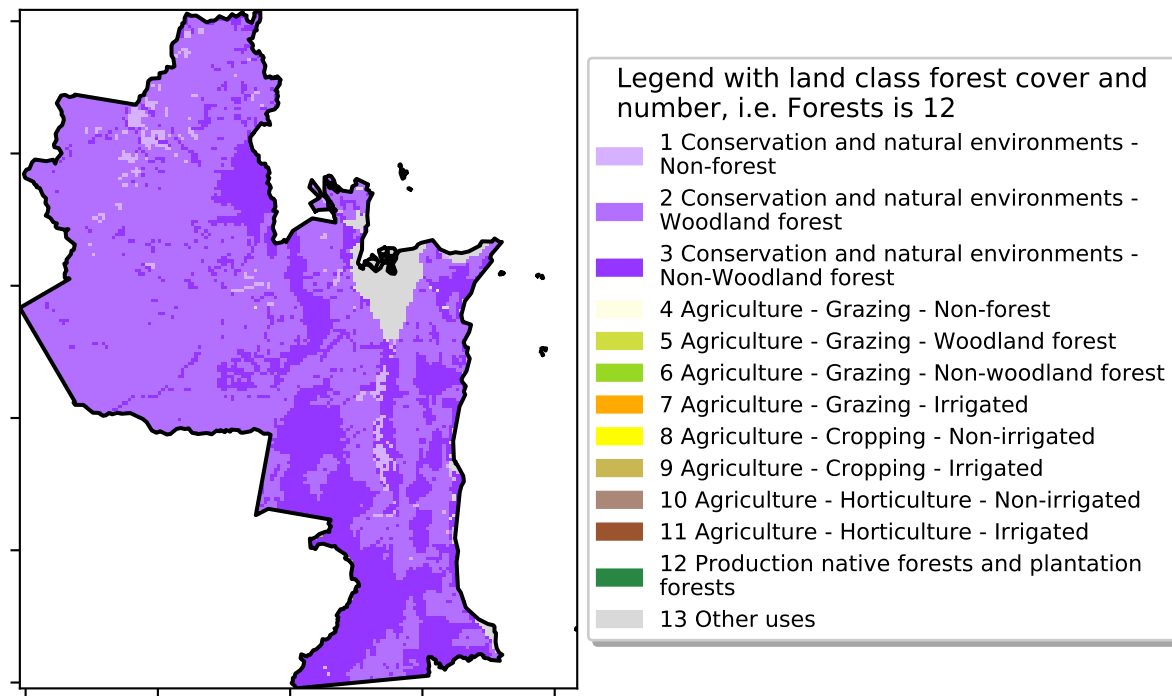 Legend with land class forest cover and
number, i.e. Forests is 12
1 Conservation and natural environments -
Non-forest
2 Conservation and natural environments -
Woodland forest
3 Conservation and natural environments -
Non-Woodland forest
4 Agriculture - Grazing - Non-forest
5 Agriculture - Grazing - Woodland forest
6 Agriculture - Grazing - Non-woodland forest
7 Agriculture - Grazing - Irrigated
8 Agriculture - Cropping - Non-irrigated
9 Agriculture - Cropping - Irrigated
10 Agriculture - Horticulture - Non-irrigated
11 Agriculture - Horticulture - Irrigated
12 Production native forests and plantation
forests
13 Other uses